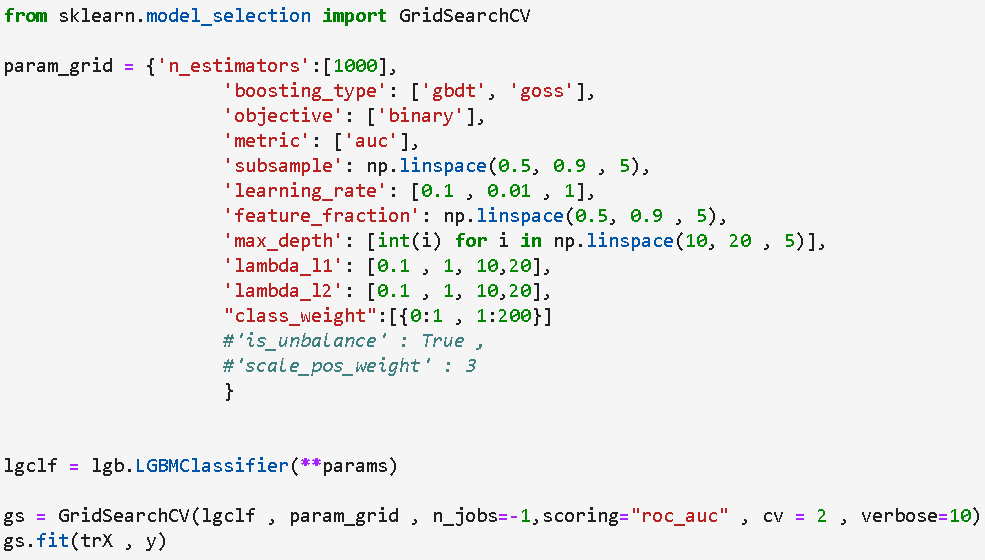 from sklearn.model_selection import GridSearchCV
param_grid = {'n_estimators':[1000],
'boosting_type': ['gbdt', 'goss'],
'objective': ['binary'],
'metric': ['auc'],
'subsample': np.linspace(0.5, 0.9 , 5),
'learning_rate': [0.1 , 0.01 , 1],
'feature_fraction': np.linspace(0.5, 0.9 , 5),
'max_depth': [int(i) for i in np.linspace(10, 20 , 5)],
'lambda_l1': [0.1 , 1, 10,20],
'lambda_l2': [0.1 , 1, 10,20],
"class_weight":[{0:1 , 1:200}]
#'is_unbalance' : True ,
#'scale_pos_weight' : 3
}
lgclf = lgb.LGBMClassifier(**params)
gs = GridSearchCV(lgclf , param_grid , n_jobs=-1,scoring="roc_auc" , cv = 2 , verbose=10)
gs.fit(trX , y)